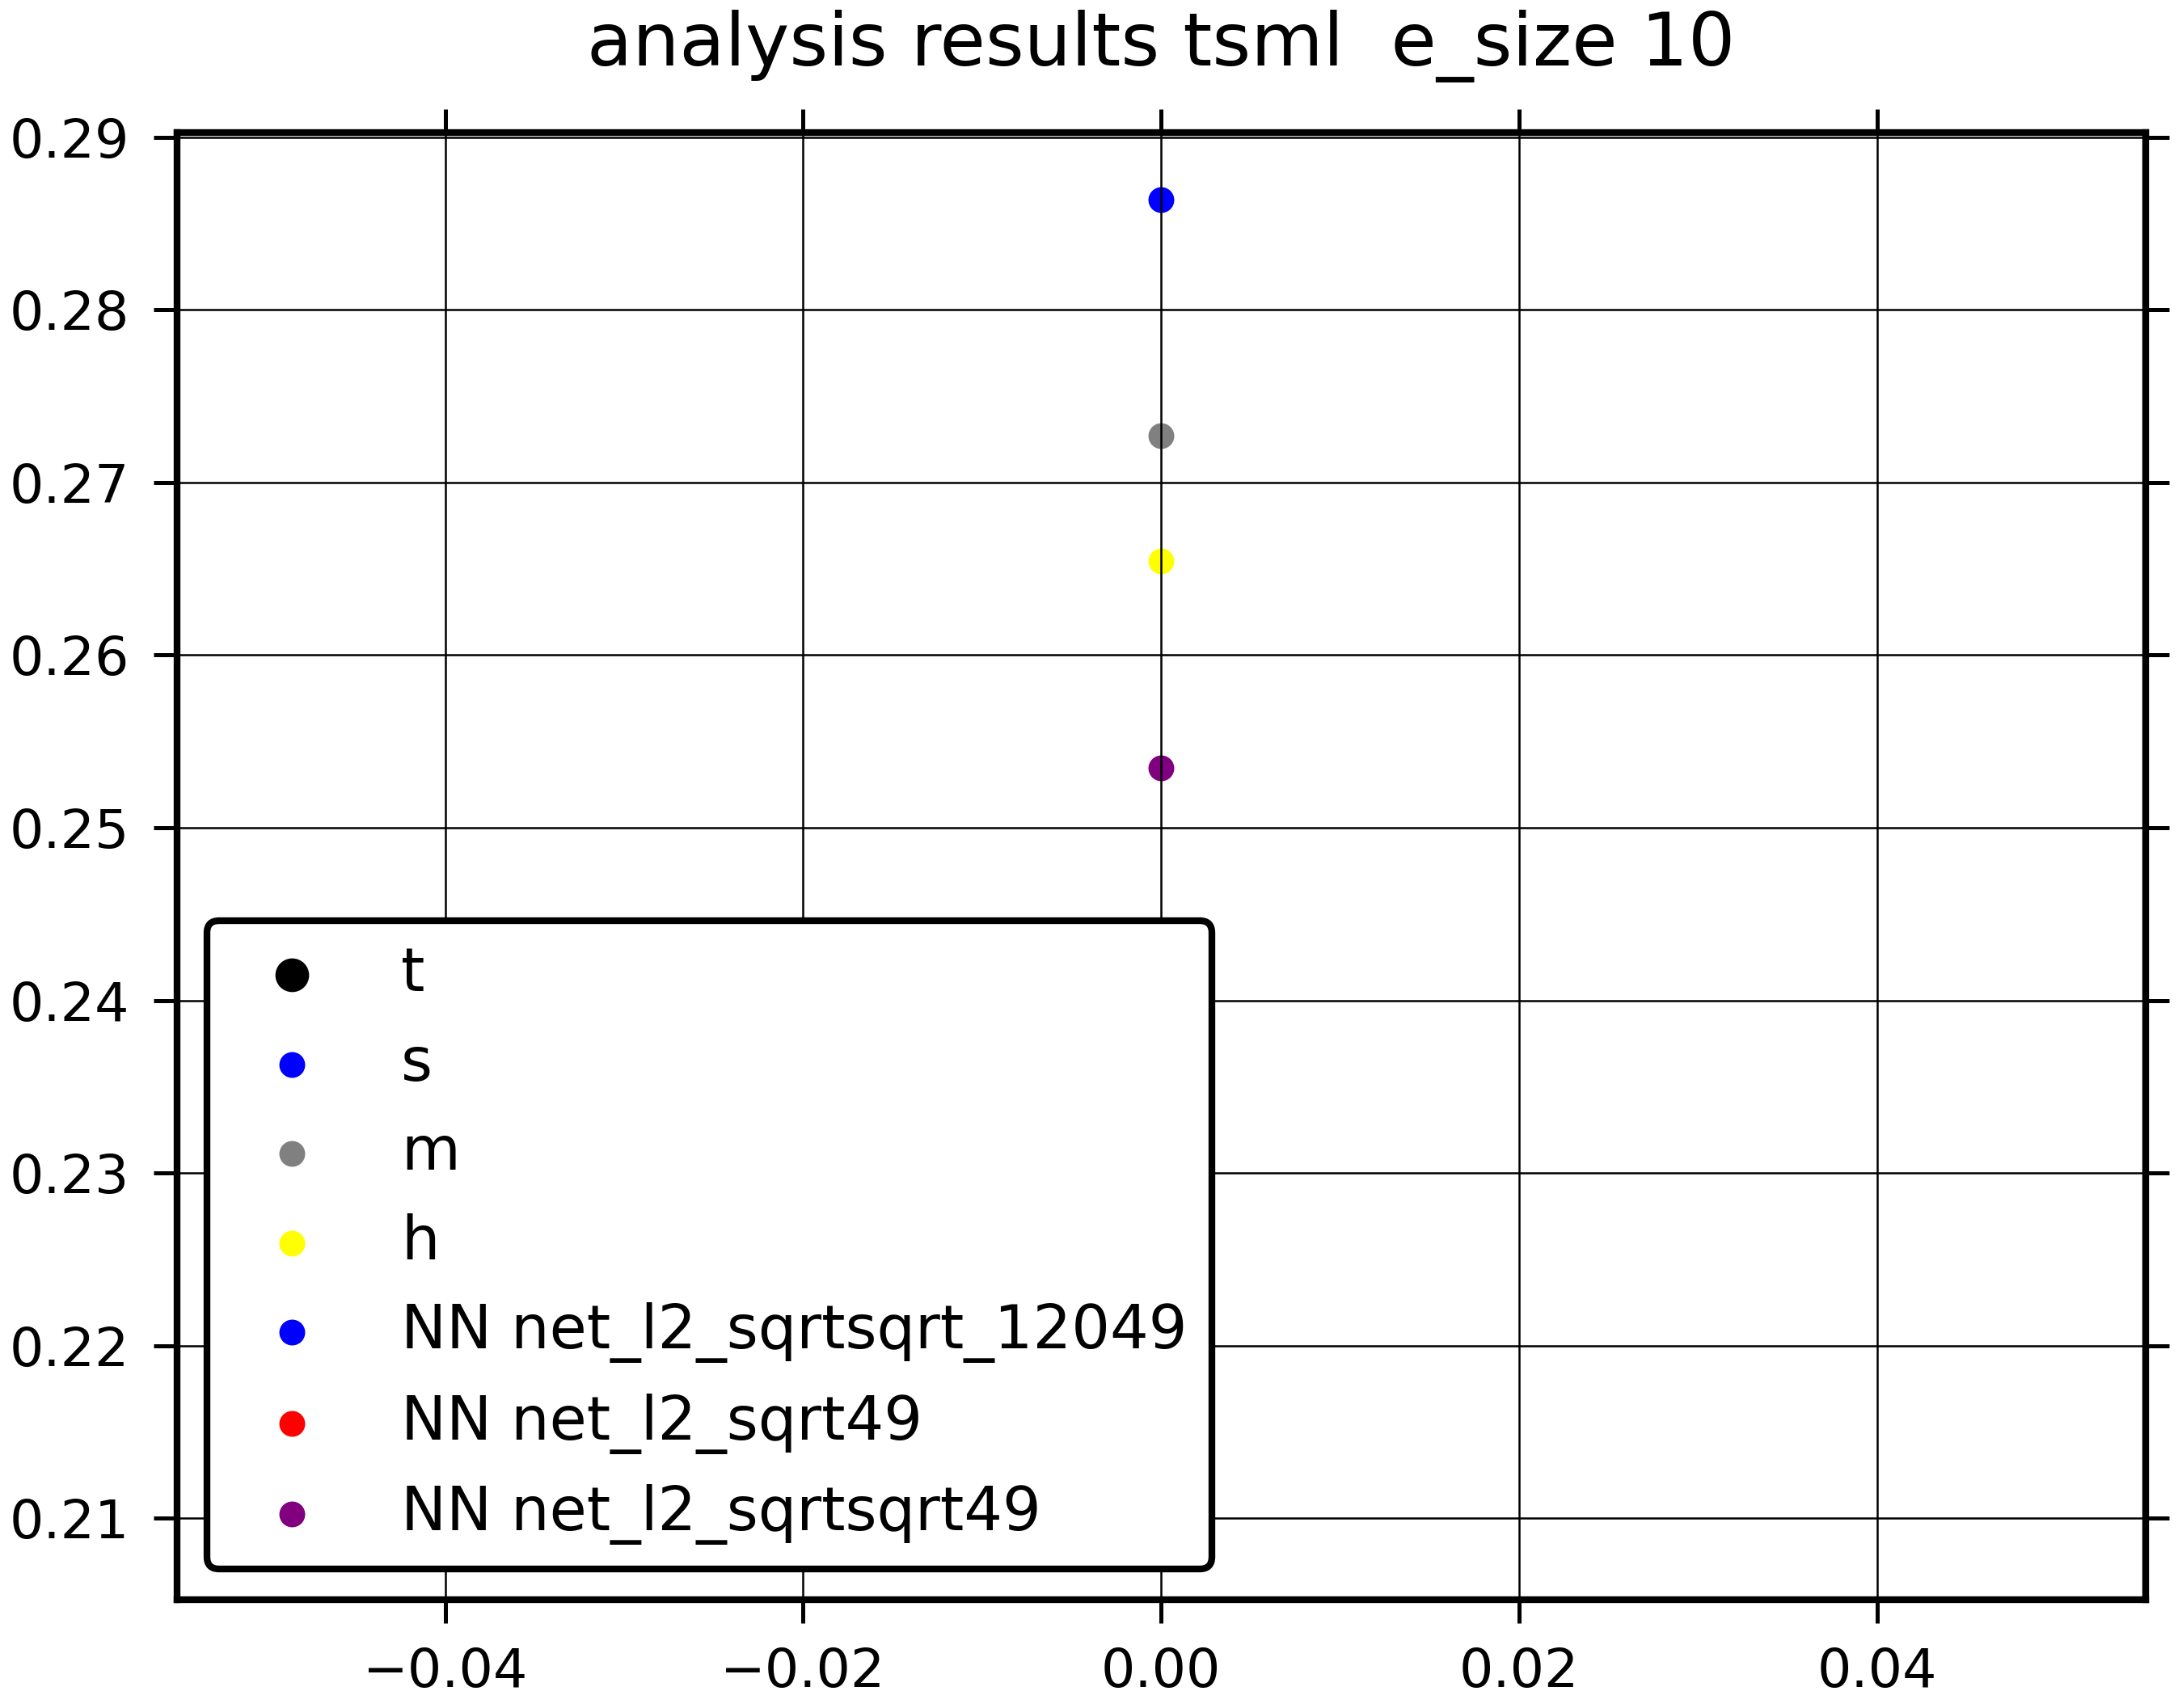 analysis results tsml  e_size 10
0.29
0.28
0.27
0.26
0.25
0.24
0.23
0.22
0.21
t
s
m
h
NN net_l2_sqrtsqrt_12049
NN net_l2_sqrt49
NN net_l2_sqrtsqrt49
−0.04 −0.02 0.00 0.02 0.04